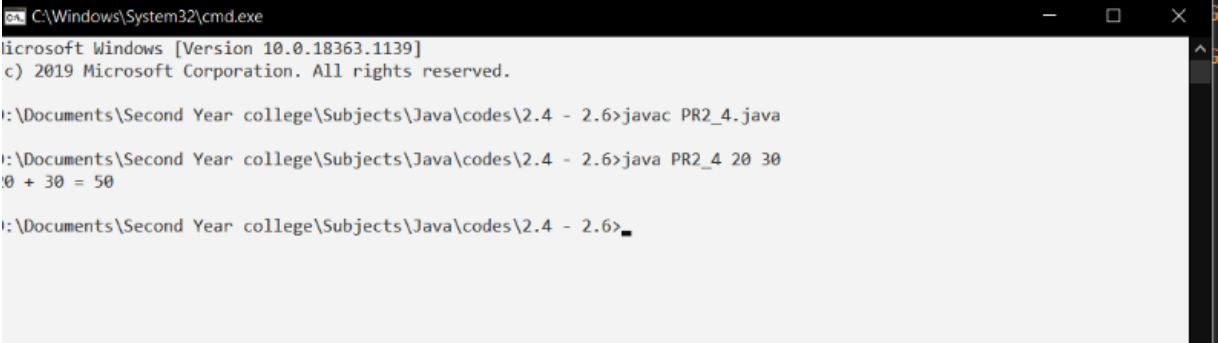 C:\Windows\System32\cmd.exe
icrosoft Windows [Version 10.0.18363.1139]
c) 2019 Microsoft Corporation. All rights reserved.
:\Documents\Second Year college\Subjects\Java\codes\2.4 - 2.6>javac PR2_4.java
:\Documents\Second Year college\Subjects\Java\codes\2.4 - 2.6>java PR2_4 20 30
0 + 30 = 50
:\Documents\Second Year college\Subjects\Java\codes\2.4 - 2.6>